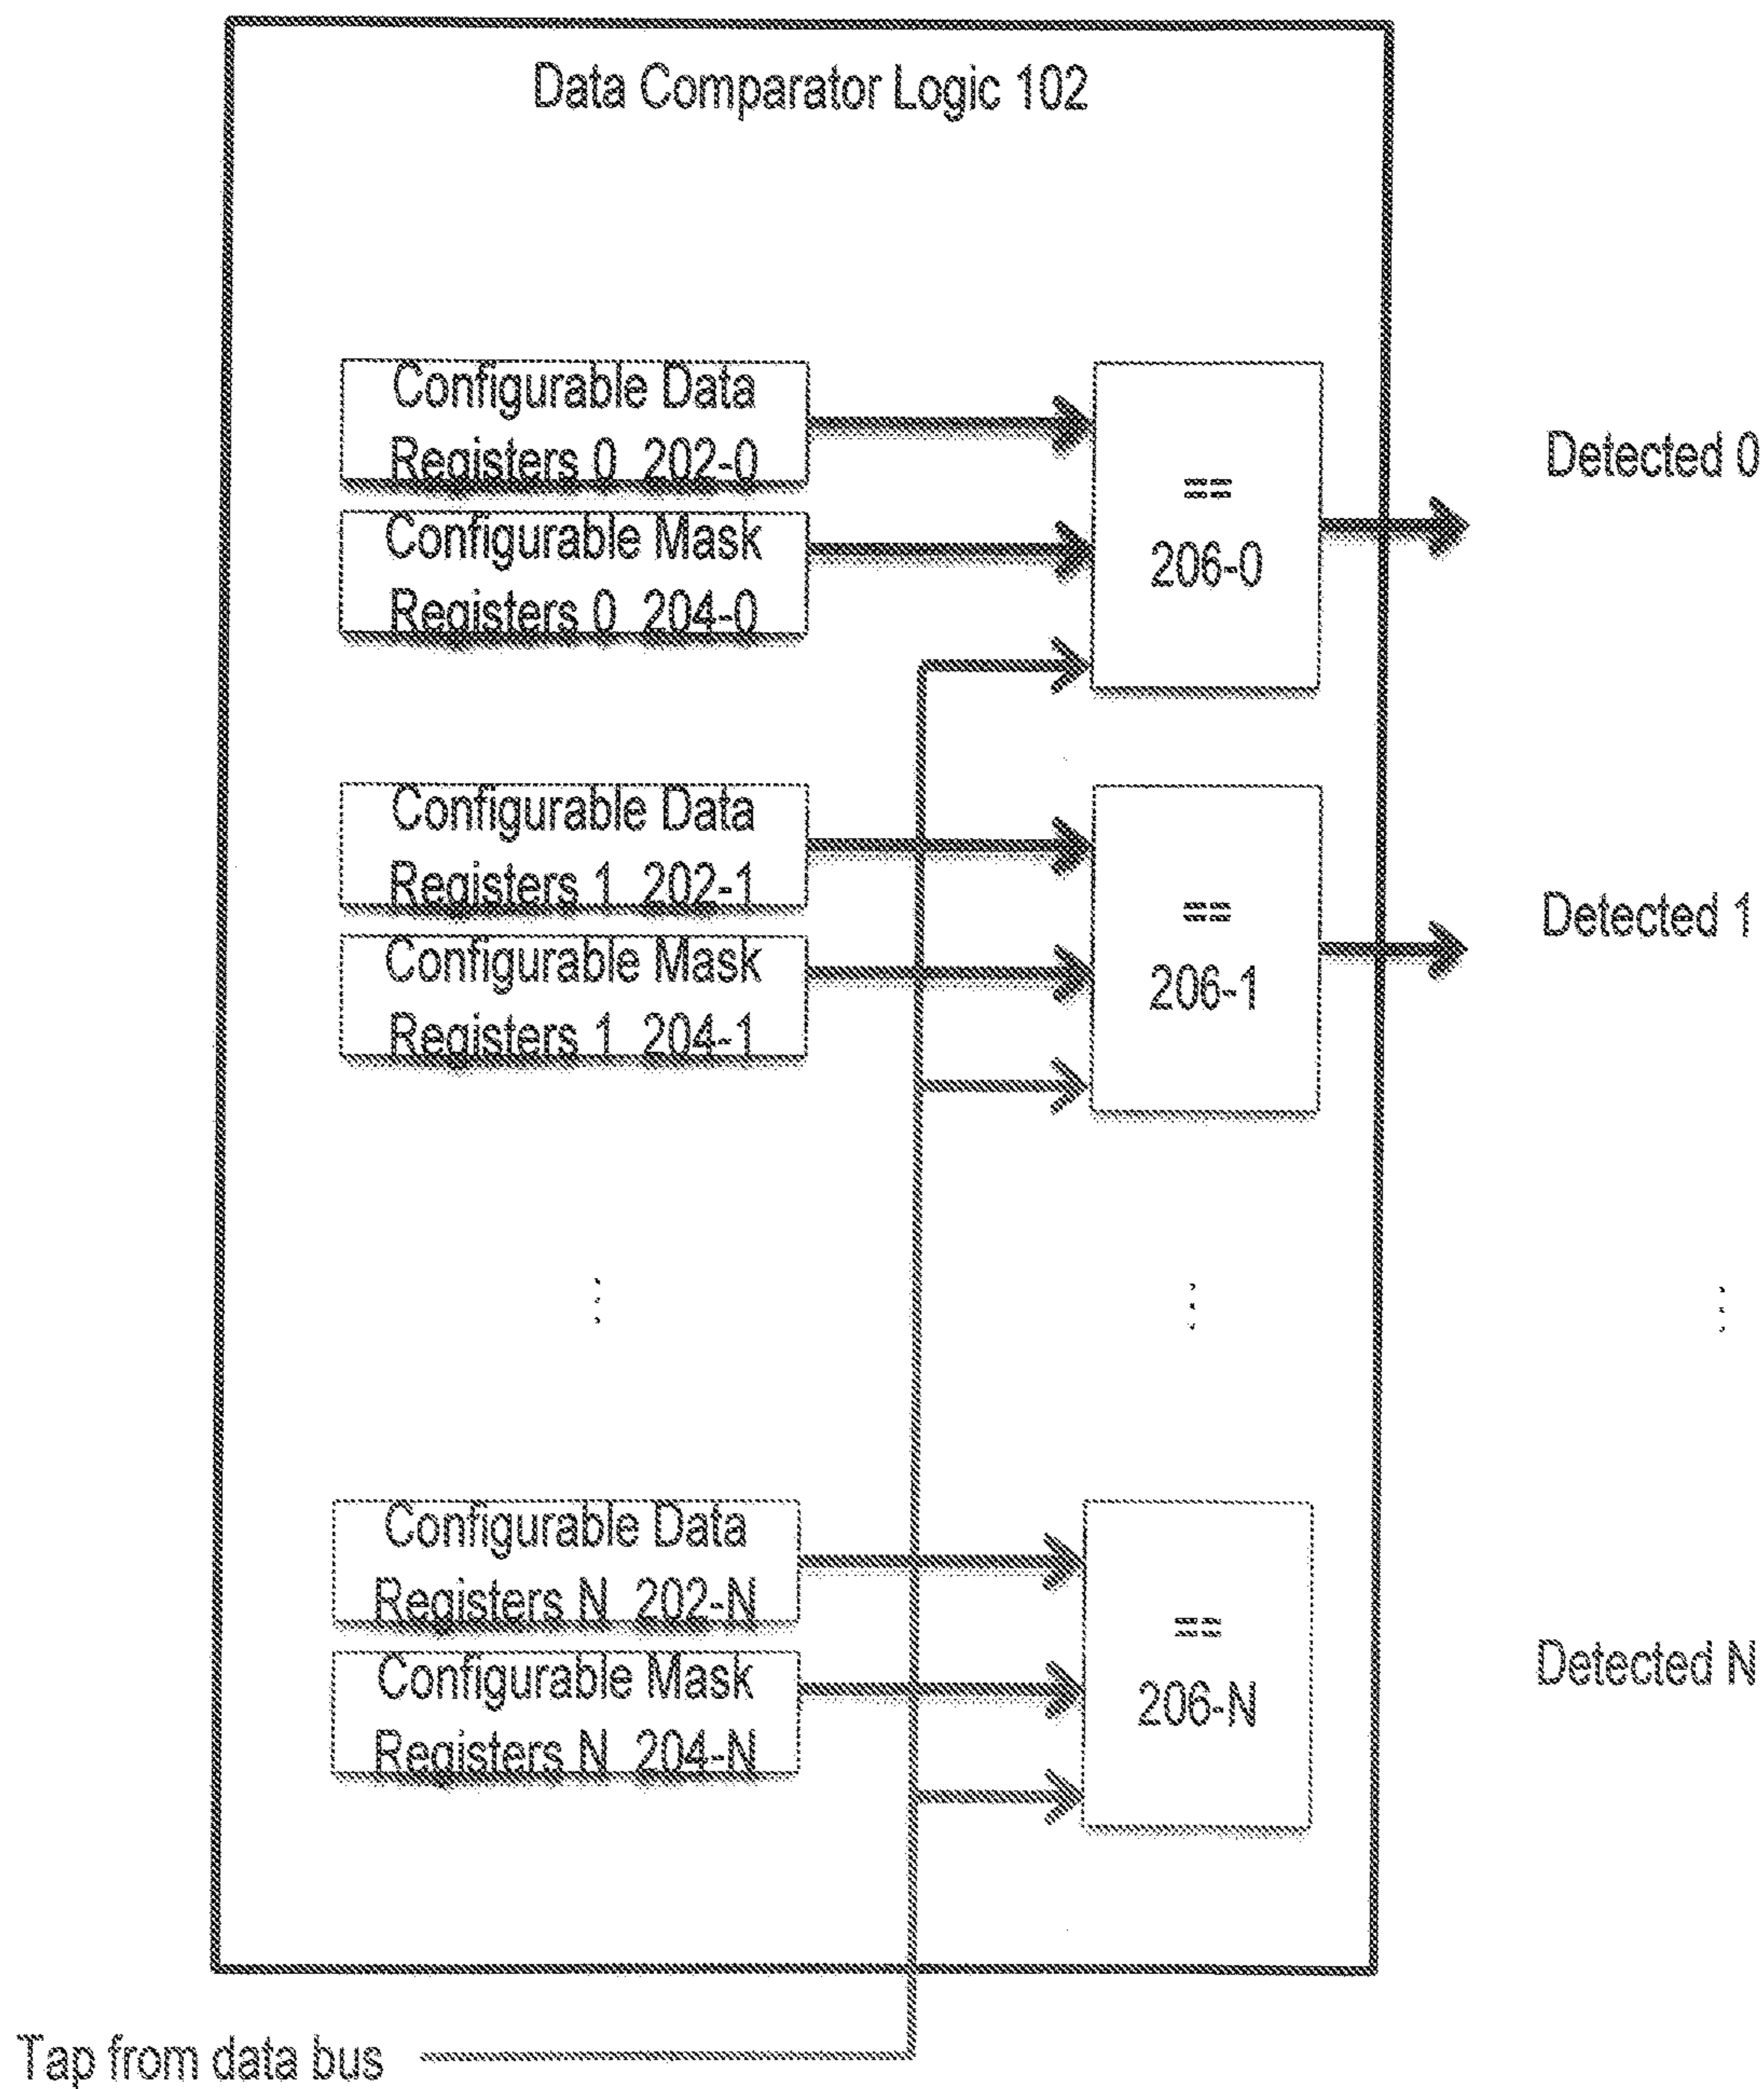 Data Comparator Logic 102
Configurable Data
Registers 0 202-0
Configurable Mask
Registers 0 204-0
==
206-0
Detected 0
Configurable Data
Registers 1 202-1
Configurable Mask
Registers 1 204-1
==
206-1
Detected 1
Configurable Data
Registers N 202-N
Configurable Mask
Registers N 204-N
==
206-N
Detected N
Tap from data bus